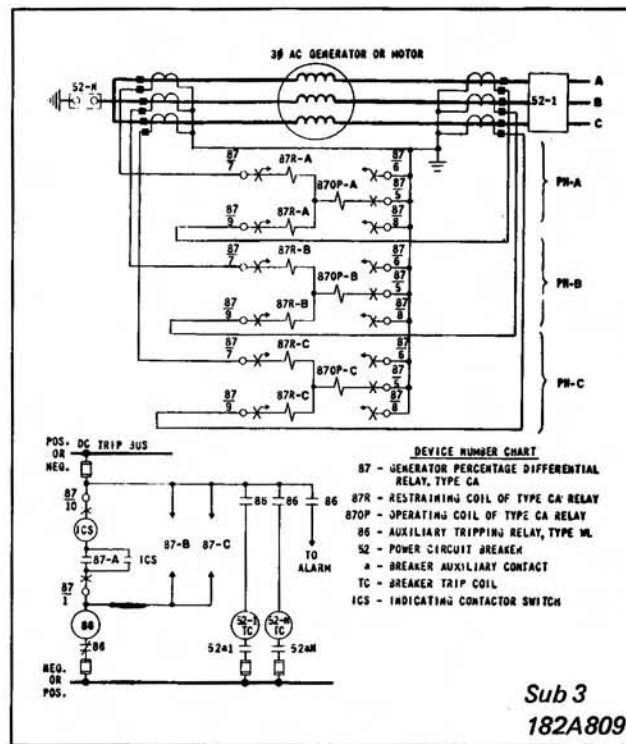 3Ø AC GENERATOR OR MOTOR
52-N
52-1
A
B
C
87
7
87R-A
87
6
87OP-A
87
5
87
9
87R-A
87
8
PH-A
87
7
87R-B
87
6
87OP-B
87
5
87
9
87R-B
87
8
PH-B
87
7
87R-C
87
6
87OP-C
87
5
87
9
87R-C
87
8
PH-C
POS. DC TRIP BUS
OR
NEG.
87
10
ICS
87-A
ICS
87
1
86
86
87-B
87-C
86
86
86
TO
ALARM
52-1
TC
52-N
TC
52a1
52aN
NEG.
OR
POS.
DEVICE NUMBER CHART
87 - GENERATOR PERCENTAGE DIFFERENTIAL
RELAY, TYPE CA
87R - RESTRAINING COIL OF TYPE CA RELAY
87OP - OPERATING COIL OF TYPE CA RELAY
86 - AUXILIARY TRIPPING RELAY, TYPE WL
52 - POWER CIRCUIT BREAKER
a - BREAKER AUXILIARY CONTACT
TC - BREAKER TRIP COIL
ICS - INDICATING CONTACTOR SWITCH
Sub 3
182A809